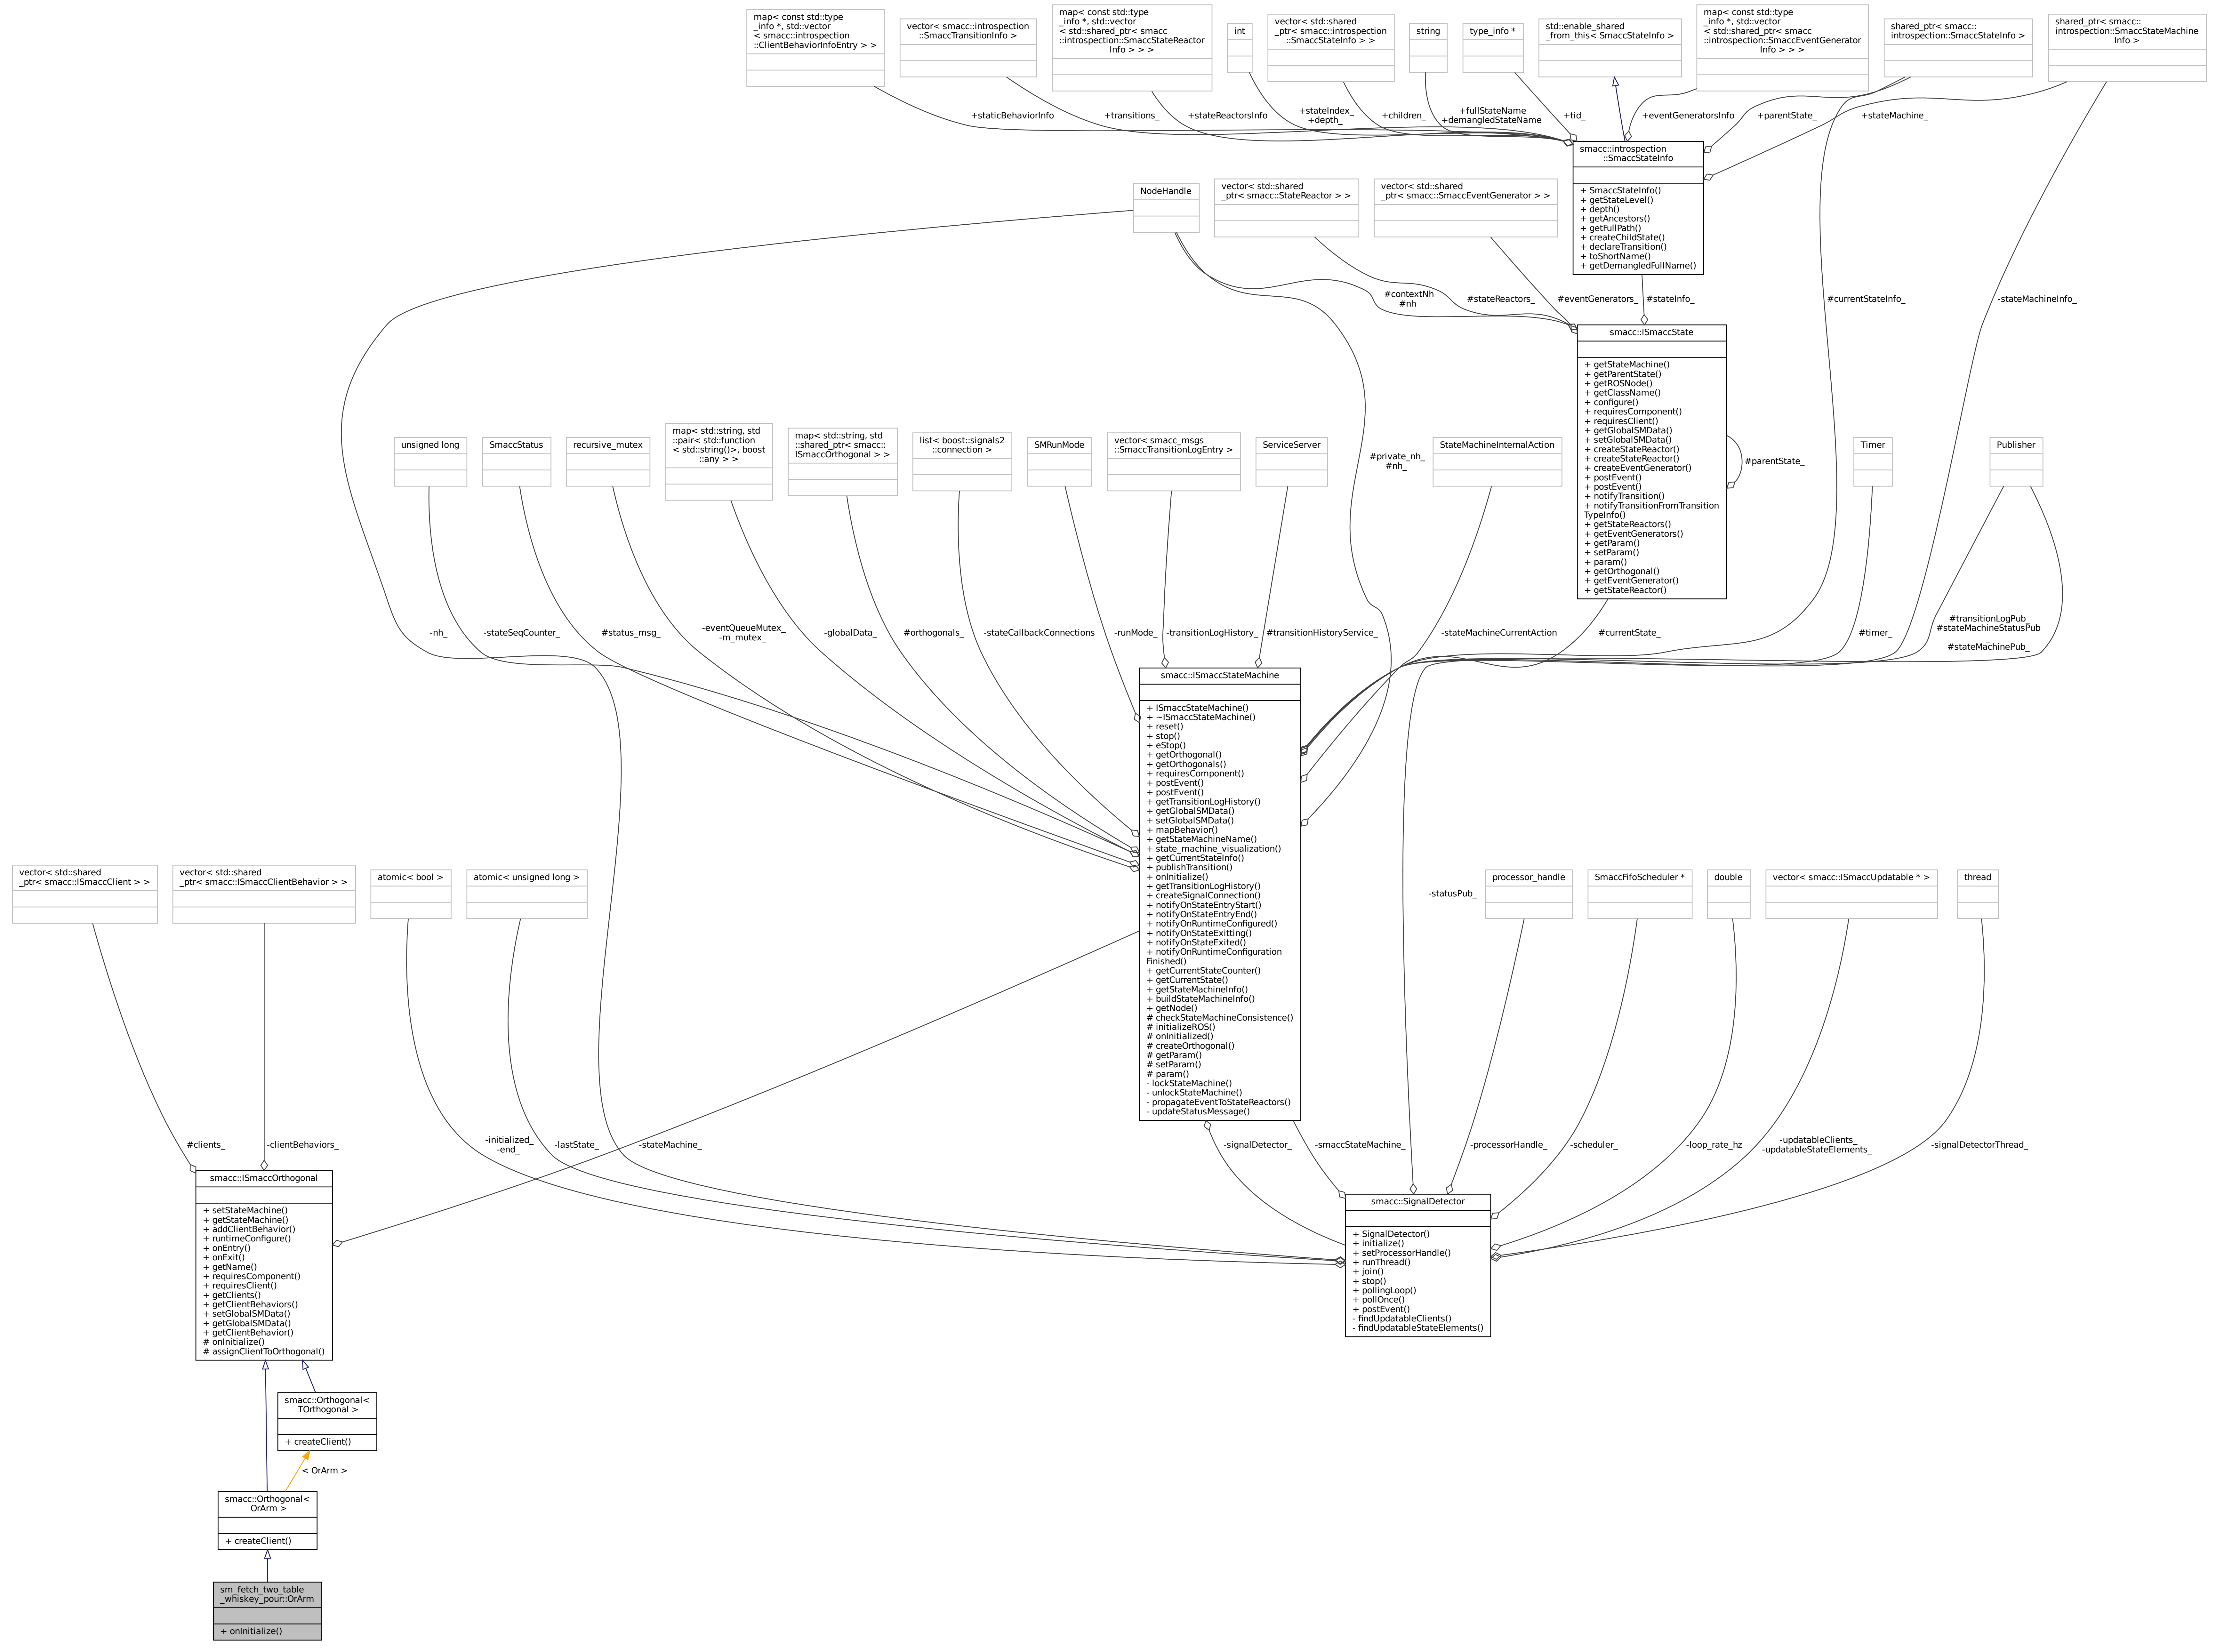 map< const std::type
_info *, std::vector
< smacc::introspection
::ClientBehaviorInfoEntry > >
vector< smacc::introspection
::SmaccTransitionInfo >
map< const std::type
_info *, std::vector
< std::shared_ptr< smacc
::introspection::SmaccStateReactor
Info > > >
int
vector< std::shared
_ptr< smacc::introspection
::SmaccStateInfo > >
string
type_info *
std::enable_shared
_from_this< SmaccStateInfo >
map< const std::type
_info *, std::vector
< std::shared_ptr< smacc
::introspection::SmaccEventGenerator
Info > > >
shared_ptr< smacc::
introspection::SmaccStateInfo >
shared_ptr< smacc::
introspection::SmaccStateMachine
Info >
+staticBehaviorInfo
+transitions_
+stateReactorsInfo
+stateIndex_
+depth_
+children_
+fullStateName
+demangledStateName
+tid_
+eventGeneratorsInfo
+parentState_
+stateMachine_
smacc::introspection
::SmaccStateInfo
+ SmaccStateInfo()
+ getStateLevel()
+ depth()
+ getAncestors()
+ getFullPath()
+ createChildState()
+ declareTransition()
+ toShortName()
+ getDemangledFullName()
NodeHandle
vector< std::shared
_ptr< smacc::StateReactor > >
vector< std::shared
_ptr< smacc::SmaccEventGenerator > >
#contextNh
#nh
#stateReactors_
#eventGenerators_
#stateInfo_
#currentStateInfo_
-stateMachineInfo_
smacc::ISmaccState
+ getStateMachine()
+ getParentState()
+ getROSNode()
+ getClassName()
+ configure()
+ requiresComponent()
+ requiresClient()
+ getGlobalSMData()
+ setGlobalSMData()
+ createStateReactor()
+ createStateReactor()
+ createEventGenerator()
+ postEvent()
+ postEvent()
+ notifyTransition()
+ notifyTransitionFromTransition
TypeInfo()
+ getStateReactors()
+ getEventGenerators()
+ getParam()
+ setParam()
+ param()
+ getOrthogonal()
+ getEventGenerator()
+ getStateReactor()
#parentState_
unsigned long
SmaccStatus
recursive_mutex
map< std::string, std
::pair< std::function
< std::string()>, boost
::any > >
map< std::string, std
::shared_ptr< smacc::
ISmaccOrthogonal > >
list< boost::signals2
::connection >
SMRunMode
vector< smacc_msgs
::SmaccTransitionLogEntry >
ServiceServer
#private_nh_
#nh_
StateMachineInternalAction
Timer
Publisher
-nh_
-stateSeqCounter_
#status_msg_
-eventQueueMutex_
-m_mutex_
-globalData_
#orthogonals_
-stateCallbackConnections
-runMode_
-transitionLogHistory_
#transitionHistoryService_
-stateMachineCurrentAction
#currentState_
#timer_
#transitionLogPub_
#stateMachineStatusPub
_
#stateMachinePub_
smacc::ISmaccStateMachine
+ ISmaccStateMachine()
+ ~ISmaccStateMachine()
+ reset()
+ stop()
+ eStop()
+ getOrthogonal()
+ getOrthogonals()
+ requiresComponent()
+ postEvent()
+ postEvent()
+ getTransitionLogHistory()
+ getGlobalSMData()
+ setGlobalSMData()
+ mapBehavior()
+ getStateMachineName()
+ state_machine_visualization()
+ getCurrentStateInfo()
+ publishTransition()
+ onInitialize()
+ getTransitionLogHistory()
+ createSignalConnection()
+ notifyOnStateEntryStart()
+ notifyOnStateEntryEnd()
+ notifyOnRuntimeConfigured()
+ notifyOnStateExitting()
+ notifyOnStateExited()
+ notifyOnRuntimeConfiguration
Finished()
+ getCurrentStateCounter()
+ getCurrentState()
+ getStateMachineInfo()
+ buildStateMachineInfo()
+ getNode()
# checkStateMachineConsistence()
# initializeROS()
# onInitialized()
# createOrthogonal()
# getParam()
# setParam()
# param()
- lockStateMachine()
- unlockStateMachine()
- propagateEventToStateReactors()
- updateStatusMessage()
vector< std::shared
_ptr< smacc::ISmaccClient > >
vector< std::shared
_ptr< smacc::ISmaccClientBehavior > >
atomic< bool >
atomic< unsigned long >
-statusPub_
processor_handle
SmaccFifoScheduler *
double
vector< smacc::ISmaccUpdatable * >
thread
#clients_
-clientBehaviors_
-initialized_
-end_
-lastState_
-stateMachine_
-signalDetector_
-smaccStateMachine_
-processorHandle_
-scheduler_
-loop_rate_hz
-updatableClients_
-updatableStateElements_
-signalDetectorThread_
smacc::ISmaccOrthogonal
+ setStateMachine()
+ getStateMachine()
+ addClientBehavior()
+ runtimeConfigure()
+ onEntry()
+ onExit()
+ getName()
+ requiresComponent()
+ requiresClient()
+ getClients()
+ getClientBehaviors()
+ setGlobalSMData()
+ getGlobalSMData()
+ getClientBehavior()
# onInitialize()
# assignClientToOrthogonal()
smacc::SignalDetector
+ SignalDetector()
+ initialize()
+ setProcessorHandle()
+ runThread()
+ join()
+ stop()
+ pollingLoop()
+ pollOnce()
+ postEvent()
- findUpdatableClients()
- findUpdatableStateElements()
smacc::Orthogonal<
TOrthogonal >
+ createClient()
< OrArm >
smacc::Orthogonal<
OrArm >
+ createClient()
sm_fetch_two_table
_whiskey_pour::OrArm
+ onInitialize()